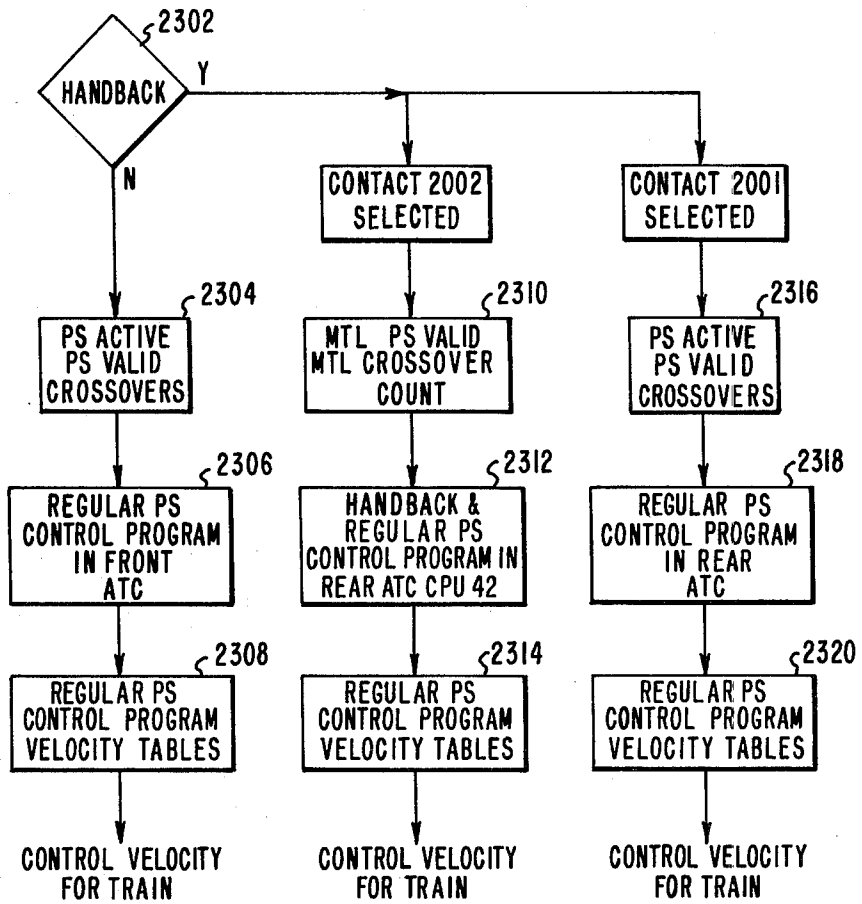 2302
HANDBACK
Y
N
CONTACT 2002
SELECTED
CONTACT 2001
SELECTED
2304
PS ACTIVE
PS VALID
CROSSOVERS
2310
MTL PS VALID
MTL CROSSOVER
COUNT
2316
PS ACTIVE
PS VALID
CROSSOVERS
2306
REGULAR PS
CONTROL PROGRAM
IN FRONT
ATC
2312
HANDBACK &
REGULAR PS
CONTROL PROGRAM IN
REAR ATC CPU 42
2318
REGULAR PS
CONTROL PROGRAM
IN REAR
ATC
2308
REGULAR PS
CONTROL PROGRAM
VELOCITY TABLES
2314
REGULAR PS
CONTROL PROGRAM
VELOCITY TABLES
2320
REGULAR PS
CONTROL PROGRAM
VELOCITY TABLES
CONTROL VELOCITY
FOR TRAIN
CONTROL VELOCITY
FOR TRAIN
CONTROL VELOCITY
FOR TRAIN